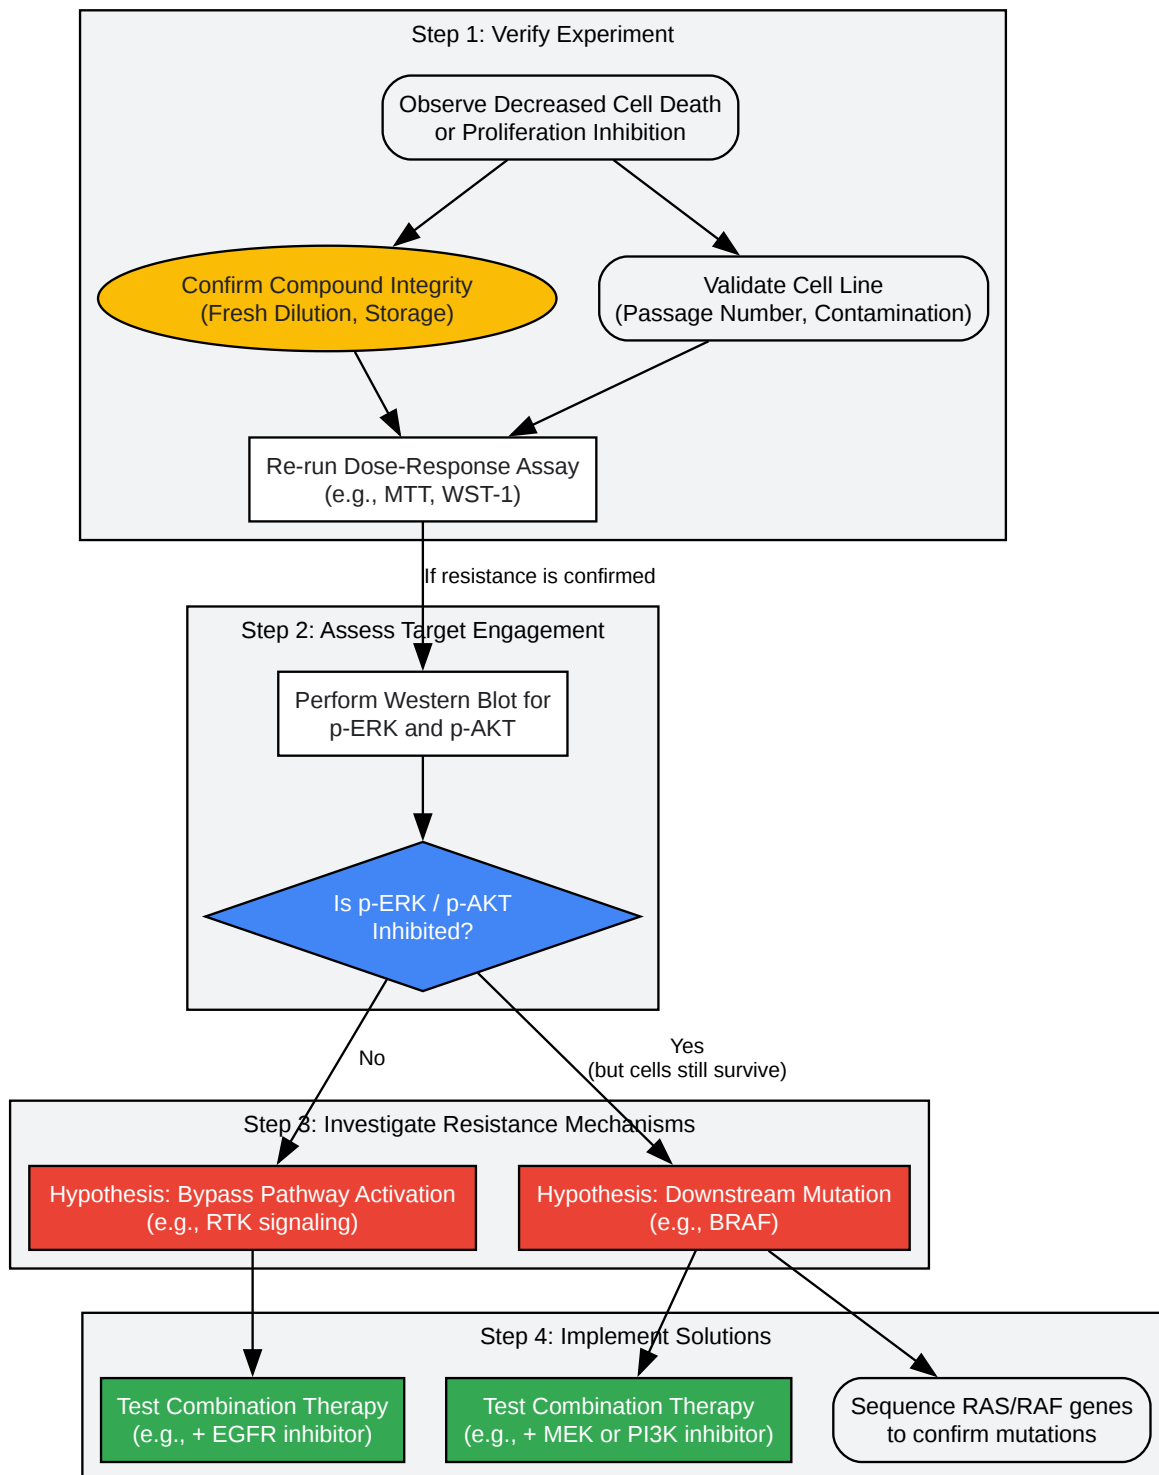 Step 1: Verify Experiment
Observe Decreased Cell Death
or Proliferation Inhibition
Confirm Compound Integrity
(Fresh Dilution, Storage)
Validate Cell Line
(Passage Number, Contamination)
Re-run Dose-Response Assay
(e.g., MTT, WST-1)
If resistance is confirmed
Step 2: Assess Target Engagement
Perform Western Blot for
p-ERK and p-AKT
Is p-ERK / p-AKT
Inhibited?
No
Yes
(but cells still survive)
Step 3: Investigate Resistance Mechanisms
Hypothesis: Bypass Pathway Activation
(e.g., RTK signaling)
Hypothesis: Downstream Mutation
(e.g., BRAF)
Step 4: Implement Solutions
Test Combination Therapy
(e.g., + EGFR inhibitor)
Test Combination Therapy
(e.g., + MEK or PI3K inhibitor)
Sequence RAS/RAF genes
to confirm mutations